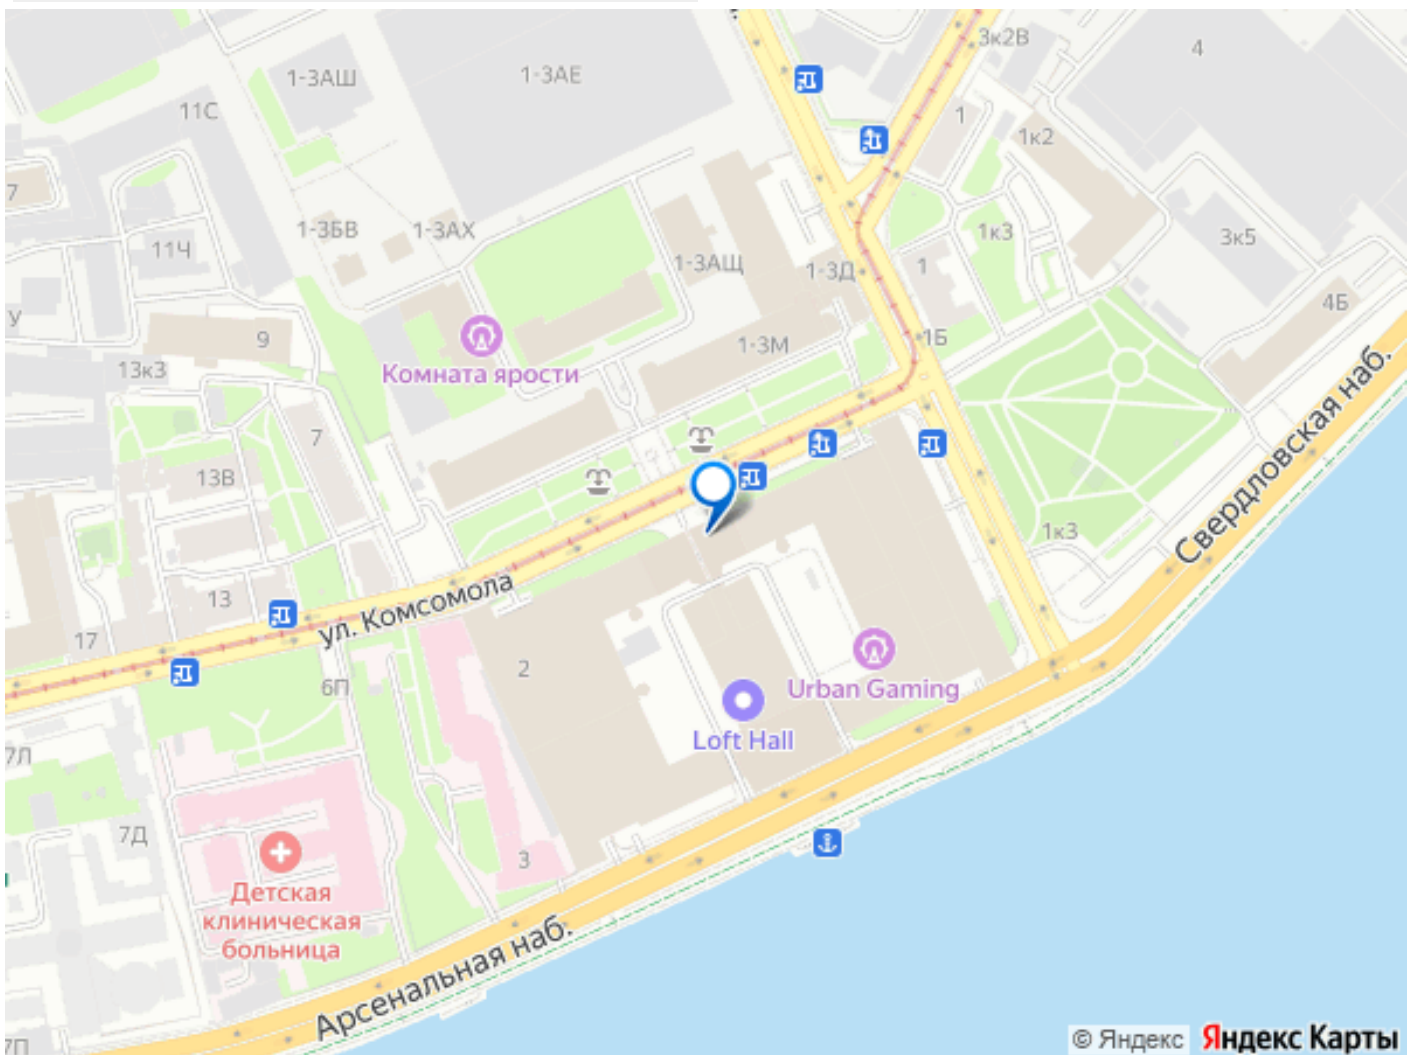 3к2В
4
1-3АШ
1-3АЕ
11С
1
1к2
7
1-3БВ
1-3АХ
11Ч
1-3АЩ
1-3Д
1
1к3
3к5
У
4Б
9
1-3М
1Б
13к3
Комната ярости
7
13В
Свердловская наб.
1к3
13
ул. Комсомола
17
6П
2
Urban Gaming
Loft Hall
7Л
7Д
3
Детская
клиническая
больница
Арсенальная наб.
7П
© Яндекс
Яндекс Карты